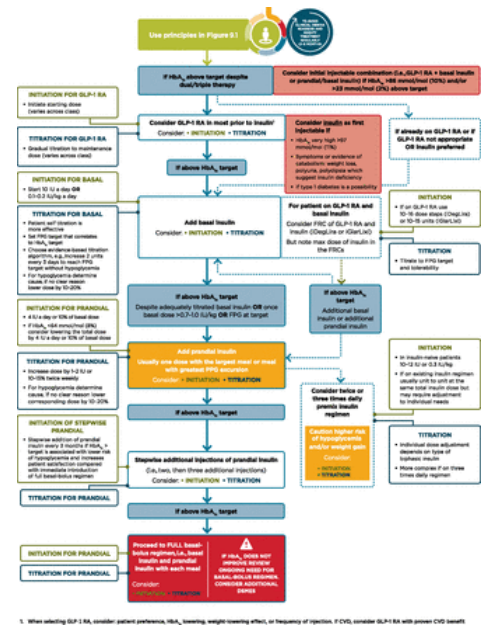 TO AVOID
CLINICAL INERTIA
REASSESS AND
MODIFY
TREATMENT
REGULARLY
(3-6 MONTHS)
Use principles in Figure 9.1
If HbA1c above target despite
dual/triple therapy
Consider initial injectable combination (i.e., GLP-1 RA + basal insulin
or prandial/basal insulin) if HbA1c >86 mmol/mol (10%) and/or
>23 mmol/mol (2%) above target
INITIATION FOR GLP-1 RA
• Initiate starting dose
(varies across class)
TITRATION FOR GLP-1 RA
• Gradual titration to maintenance
dose (varies across class)
Consider GLP-1 RA in most prior to insulin1
Consider: • INITIATION • TITRATION
Consider insulin as first
injectable if
• HbA1c very high >97
mmol/mol (11%)
• Symptoms or evidence of
catabolism: weight loss,
polyuria, polydipsia which
suggest insulin deficiency
• If type 1 diabetes is a possibility
If already on GLP-1 RA or if
GLP-1 RA not appropriate
OR insulin preferred
If above HbA1c target
INITIATION FOR BASAL
• Start 10 IU a day OR
0.1-0.2 IU/kg a day
TITRATION FOR BASAL
• Patient self titration is
more effective
• Set FPG target that correlates
to HbA1c target
• Choose evidence-based titration
algorithm, e.g., increase 2 units
every 3 days to reach FPG
target without hypoglycemia
• For hypoglycemia determine
cause, if no clear reason
lower dose by 10-20%
Add basal insulin
Consider: • INITIATION • TITRATION
For patient on GLP-1 RA and
basal insulin
Consider FRC of GLP-1 RA and
insulin (IDegLira or iGlarLixi)
But note max dose of insulin in
the FRCs
INITIATION
• If on GLP-1 RA use
10-16 dose steps (IDegLira)
or 10-15 units (iGlarLixi)
TITRATION
• Titrate to FPG target
and tolerability
If above HbA1c target
Despite adequately titrated basal insulin OR once
basal dose >0.7-1.0 IU/kg OR FPG at target
If above HbA1c
target
Additional basal
insulin or additional
prandial insulin
INITIATION FOR PRANDIAL
• 4 IU a day or 10% of basal dose
• If HbA1c <64 mmol/mol (8%)
consider lowering the total dose
by 4 IU a day or 10% of basal dose
TITRATION FOR PRANDIAL
• Increase dose by 1-2 IU or
10-15% twice weekly
• For hypoglycemia determine
cause, if no clear reason lower
corresponding dose by 10-20%
Add prandial insulin
Usually one dose with the largest meal or meal
with greatest PPG excursion
Consider: • INITIATION • TITRATION
If above HbA1c target
Consider twice or
three times daily
premix insulin
regimen
Caution higher risk
of hypoglycemia
and/or weight gain
Consider:
• INITIATION
• TITRATION
INITIATION
• In insulin-naive patients
10-12 IU or 0.3 IU/kg
• If on existing insulin regimen
usually unit to unit at the
same total insulin dose but
may require adjustment
to individual needs
TITRATION
• Individual dose adjustment
depends on type of
biphasic insulin
• More complex if on three
times daily regimen
INITIATION OF STEPWISE
PRANDIAL
• Stepwise addition of prandial
insulin every 3 months if HbA1c >
target is associated with lower risk
of hypoglycemia and increases
patient satisfaction compared
with immediate introduction
of full basal-bolus regimen
TITRATION FOR PRANDIAL
Stepwise additional injections of prandial insulin
(i.e., two, then three additional injections)
Consider: • INITIATION • TITRATION
If above HbA1c target
INITIATION FOR PRANDIAL
TITRATION FOR PRANDIAL
Proceed to FULL basal-
bolus regimen, i.e., basal
insulin and prandial
insulin with each meal
Consider:
• INITIATION • TITRATION
If HbA1c DOES NOT
IMPROVE REVIEW
ONGOING NEED FOR
BASAL-BOLUS REGIMEN.
CONSIDER ADDITIONAL
DSMES
1. When selecting GLP-1 RA, consider: patient preference, HbA1c lowering, weight-lowering effect, or frequency of injection. If CVD, consider GLP-1 RA with proven CVD benefit